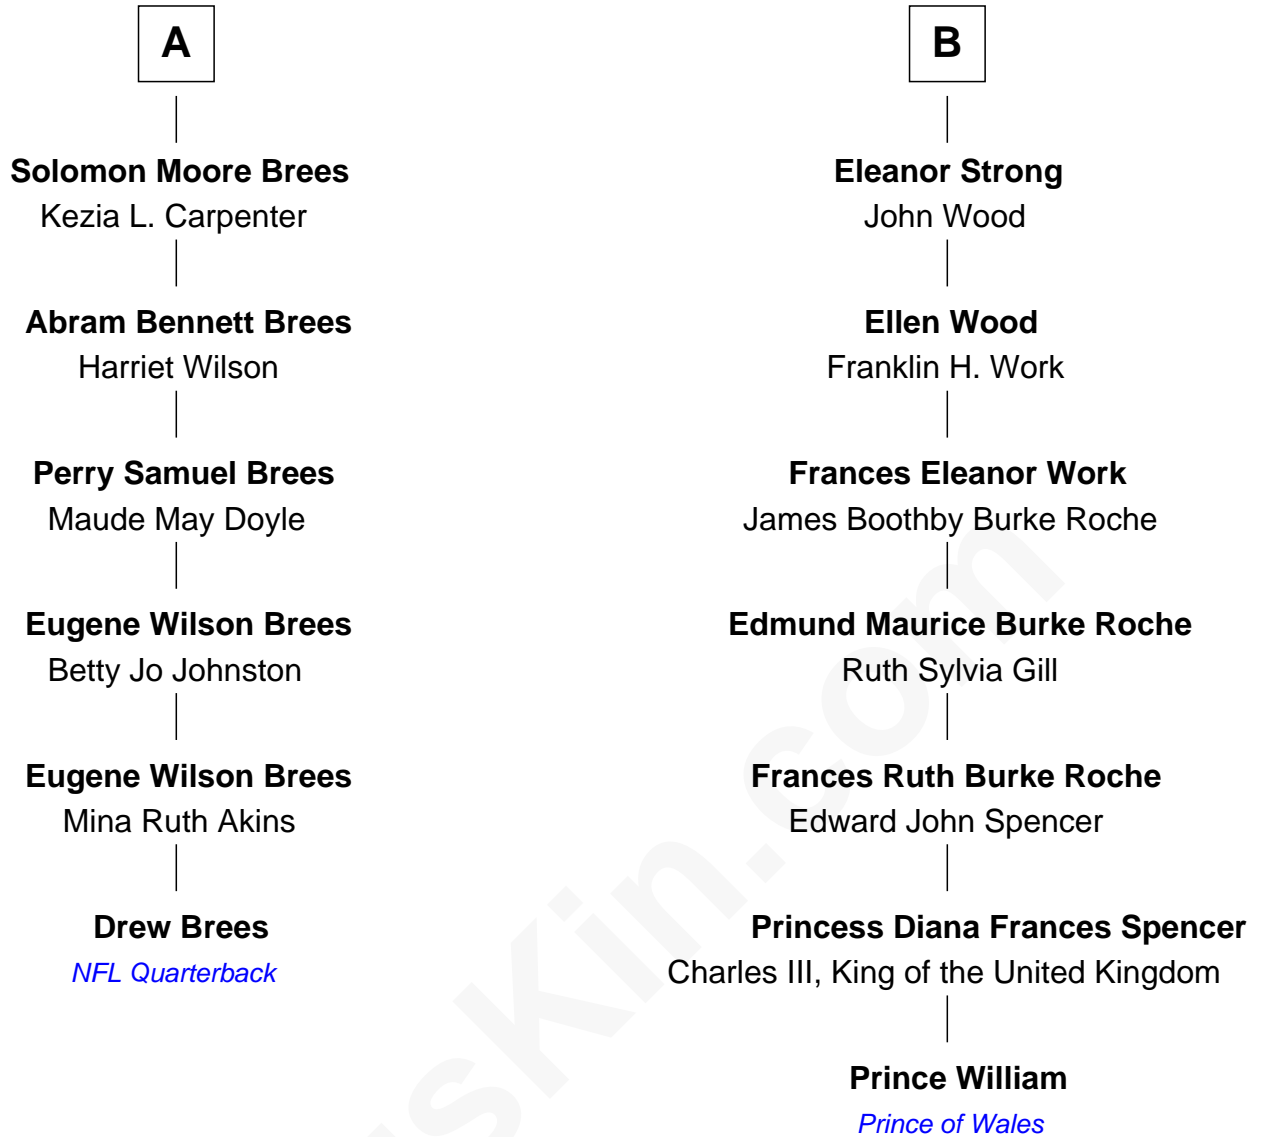 A
Solomon Moore Brees
Kezia L. Carpenter
Abram Bennett Brees
Harriet Wilson
Perry Samuel Brees
Maude May Doyle
Eugene Wilson Brees
Betty Jo Johnston
Eugene Wilson Brees
Mina Ruth Akins
Drew Brees
NFL Quarterback
B
Eleanor Strong
John Wood
Ellen Wood
Franklin H. Work
Frances Eleanor Work
James Boothby Burke Roche
Edmund Maurice Burke Roche
Ruth Sylvia Gill
Frances Ruth Burke Roche
Edward John Spencer
Princess Diana Frances Spencer
Charles III, King of the United Kingdom
Prince William
Prince of Wales
sKin.com